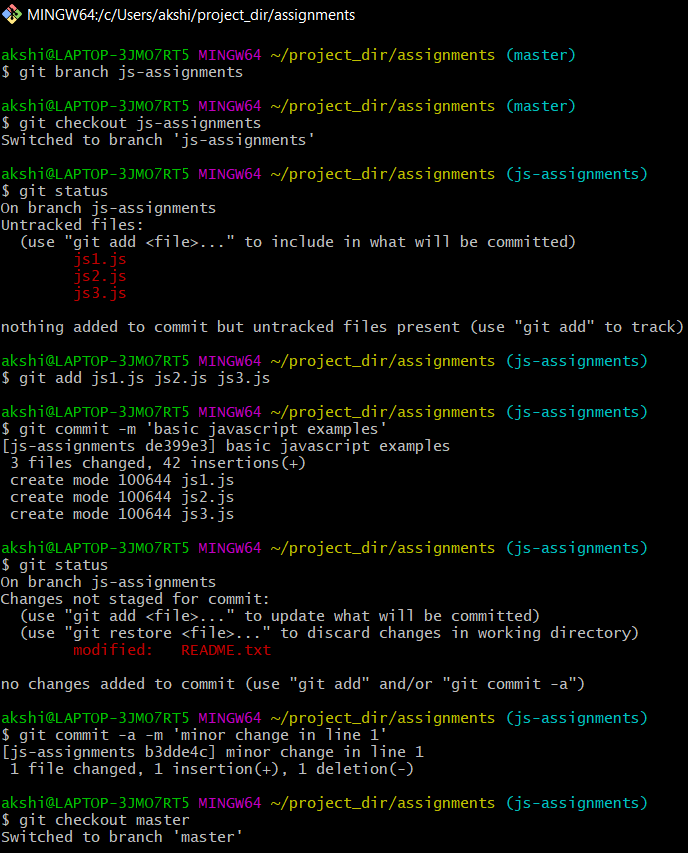 MINGW64:/c/Users/akshi/project_dir/assignments
akshi@LAPTOP-3JMO7RT5 MINGW64 ~/project_dir/assignments (master)
$ git branch js-assignments
akshi@LAPTOP-3JMO7RT5 MINGW64 ~/project_dir/assignments (master)
$ git checkout js-assignments
Switched to branch 'js-assignments'
akshi@LAPTOP-3JMO7RT5 MINGW64 ~/project_dir/assignments (js-assignments)
$ git status
On branch js-assignments
Untracked files:
  (use "git add <file>..." to include in what will be committed)
        js1.js
        js2.js
        js3.js
nothing added to commit but untracked files present (use "git add" to track)
akshi@LAPTOP-3JMO7RT5 MINGW64 ~/project_dir/assignments (js-assignments)
$ git add js1.js js2.js js3.js
akshi@LAPTOP-3JMO7RT5 MINGW64 ~/project_dir/assignments (js-assignments)
$ git commit -m 'basic javascript examples'
[js-assignments de399e3] basic javascript examples
 3 files changed, 42 insertions(+)
 create mode 100644 js1.js
 create mode 100644 js2.js
 create mode 100644 js3.js
akshi@LAPTOP-3JMO7RT5 MINGW64 ~/project_dir/assignments (js-assignments)
$ git status
On branch js-assignments
Changes not staged for commit:
  (use "git add <file>..." to update what will be committed)
  (use "git restore <file>..." to discard changes in working directory)
        modified:   README.txt
no changes added to commit (use "git add" and/or "git commit -a")
akshi@LAPTOP-3JMO7RT5 MINGW64 ~/project_dir/assignments (js-assignments)
$ git commit -a -m 'minor change in line 1'
[js-assignments b3dde4c] minor change in line 1
 1 file changed, 1 insertion(+), 1 deletion(-)
akshi@LAPTOP-3JMO7RT5 MINGW64 ~/project_dir/assignments (js-assignments)
$ git checkout master
Switched to branch 'master'